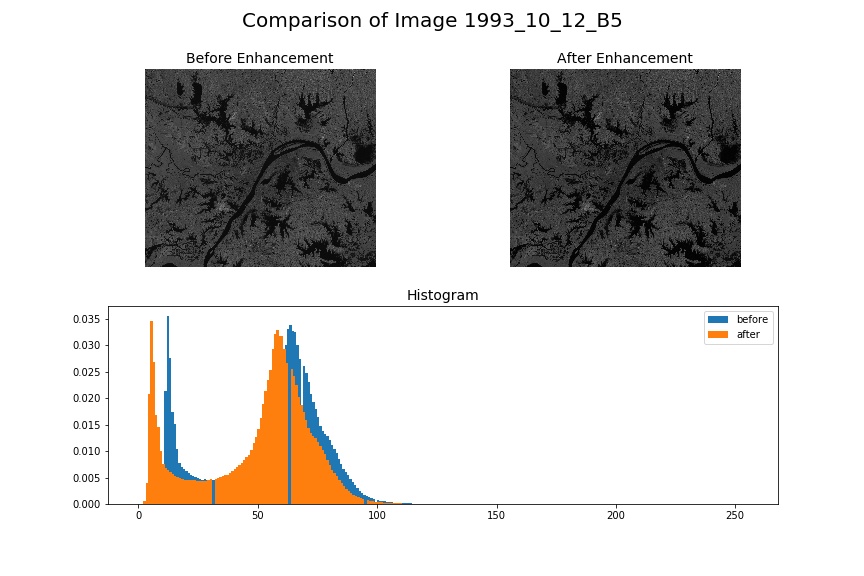 Comparison of Image 1993_10_12_B5
Before Enhancement
After Enhancement
Histogram
before
after
0.035
0.030
0.025
0.020
0.015
0.010
0.005
0.000
0
50
100
150
200
250